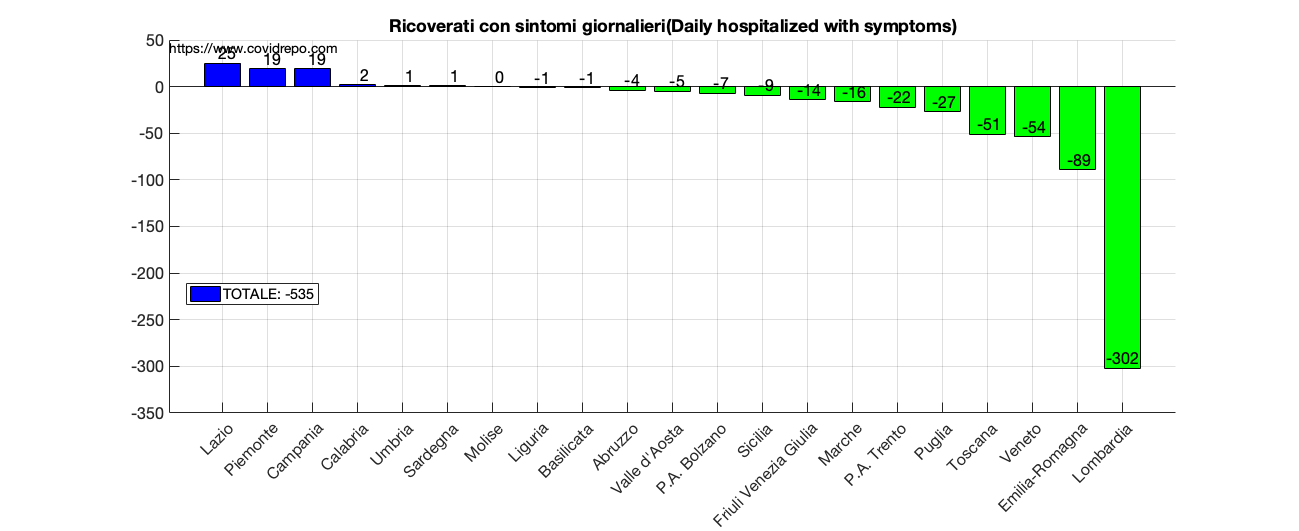 Ricoverati con sintomi giornalieri(Daily hospitalized with symptoms)
https://www.covidrepo.com
50
0
-50
-100
-150
-200
-250
-300
-350
25
19
19
2
1
1
0
-1
-1
-4
-5
-7
-9
-14
-16
-22
-27
-51
-54
-89
-302
TOTALE: -535
Lazio
Piemonte
Campania
Calabria
Umbria
Sardegna
Molise
Liguria
Basilicata
Abruzzo
Valle d'Aosta
P.A. Bolzano
Sicilia
Friuli Venezia Giulia
Marche
P.A. Trento
Puglia
Toscana
Veneto
Emilia-Romagna
Lombardia